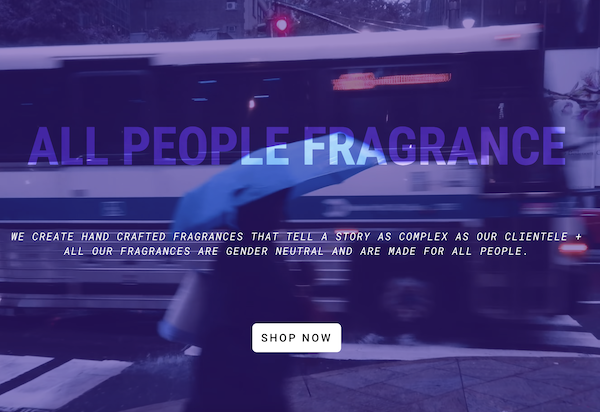 ALL PEOPLE FRAGRANCE
WE CREATE HAND CRAFTED FRAGRANCES THAT TELL A STORY AS COMPLEX AS OUR CLIENTELE +
ALL OUR FRAGRANCES ARE GENDER NEUTRAL AND ARE MADE FOR ALL PEOPLE.
SHOP NOW